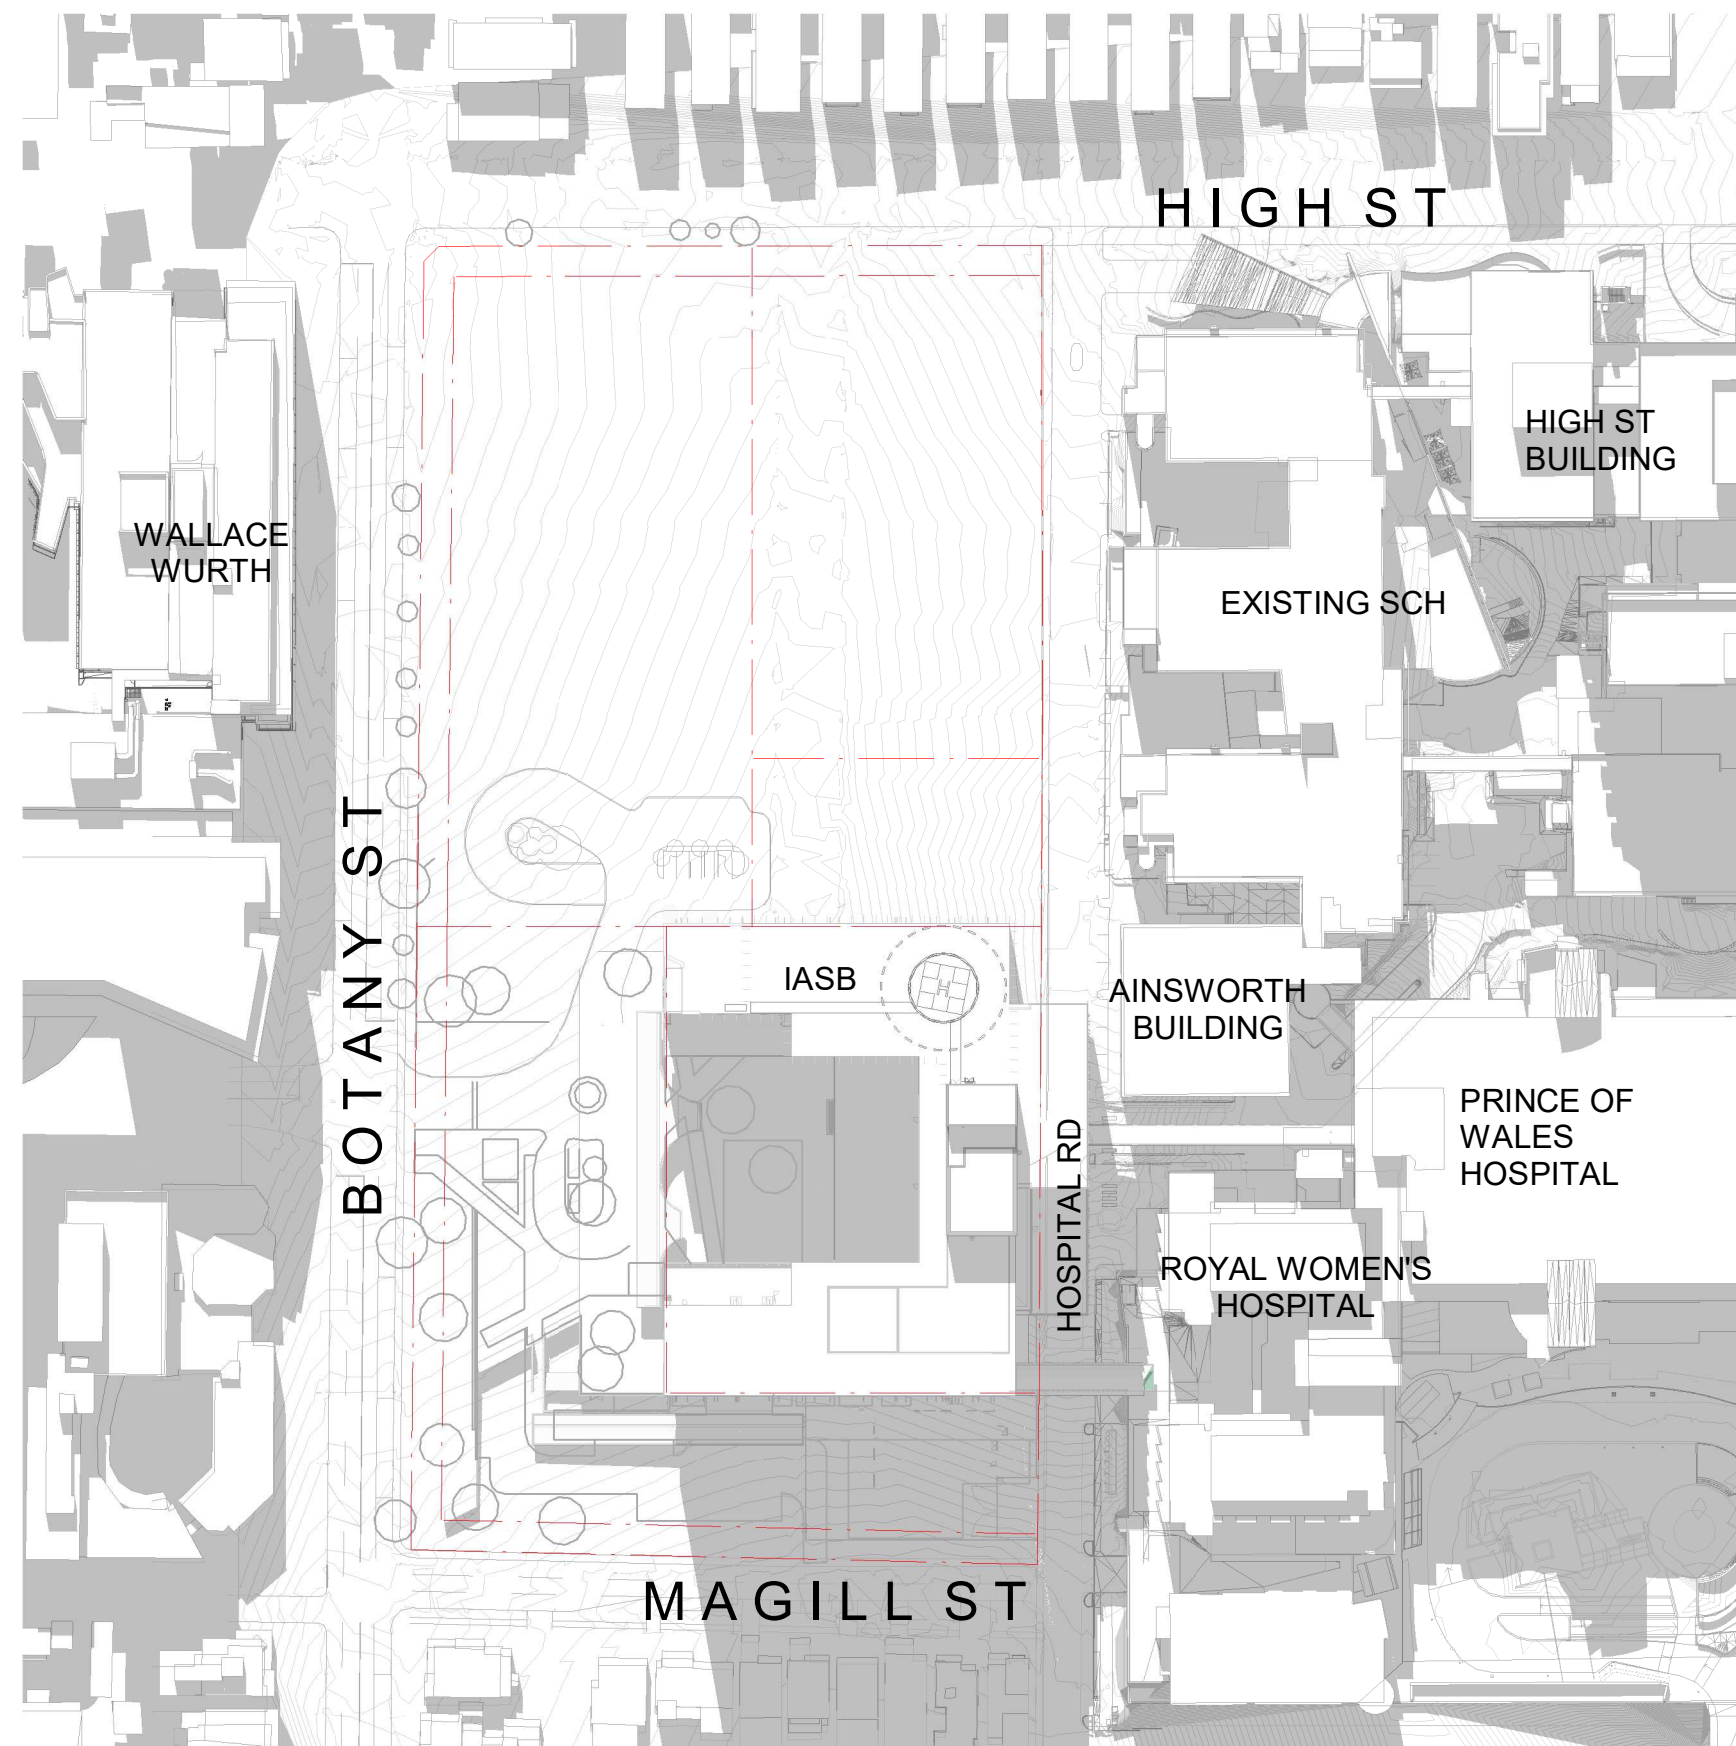 HIGH ST
HIGH ST
BUILDING
WALLACE
WURTH
EXISTING SCH
BOTANY ST
IASB
H
AINSWORTH
BUILDING
PRINCE OF
WALES
HOSPITAL
HOSPITAL RD
ROYAL WOMEN'S
HOSPITAL
MAGILL ST